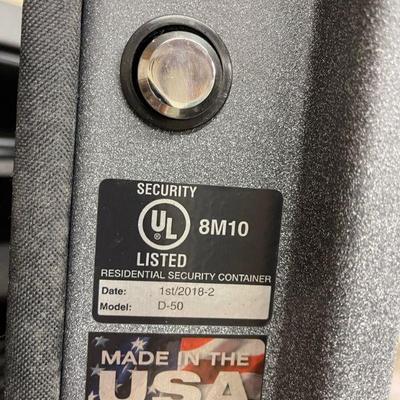 SECURITY
UL 8M10
LISTED
RESIDENTIAL SECURITY CONTAINER
Date: 1st/2018-2
Model: D-50
MADE IN THE
USA